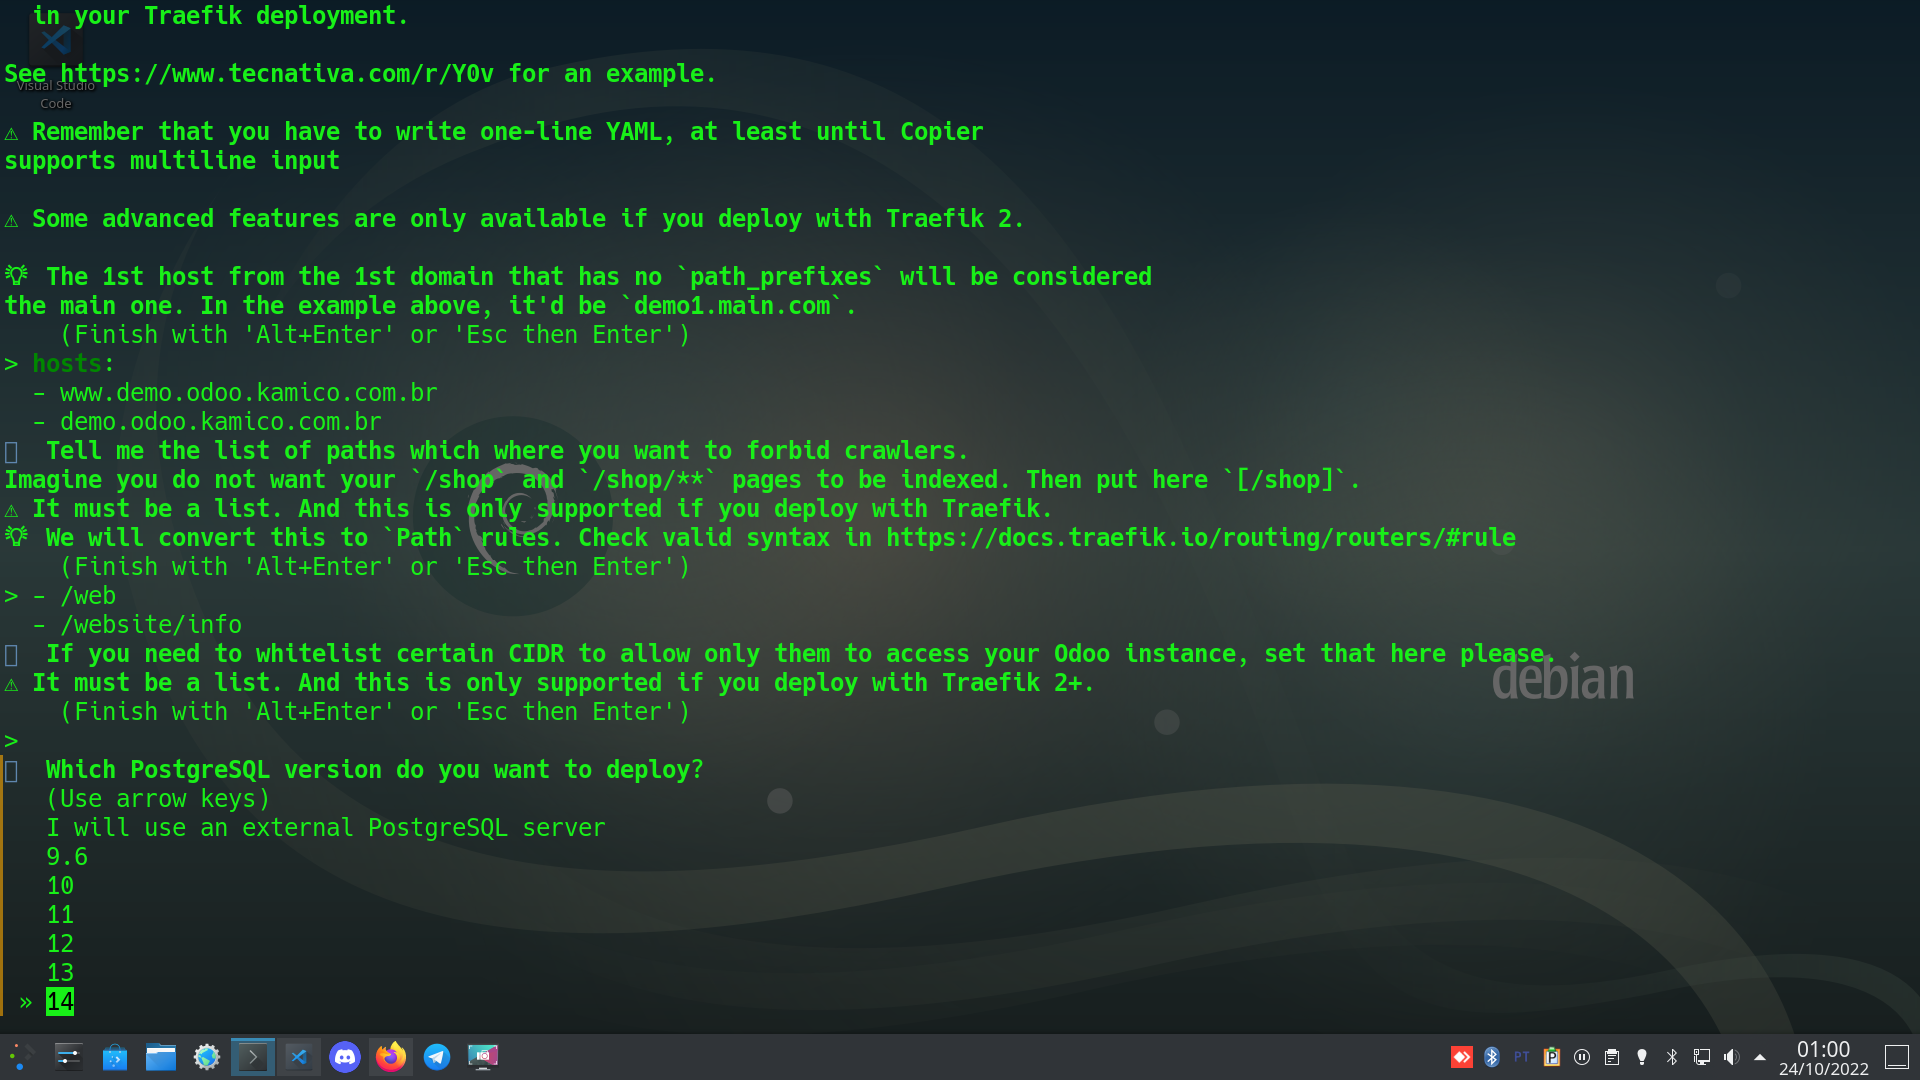 in your Traefik deployment.
See https://www.tecnativa.com/r/Y0v for an example.
Visual Studio
Code
⚠ Remember that you have to write one-line YAML, at least until Copier
supports multiline input
⚠ Some advanced features are only available if you deploy with Traefik 2.
💡 The 1st host from the 1st domain that has no `path_prefixes` will be considered
the main one. In the example above, it'd be `demo1.main.com`.
(Finish with 'Alt+Enter' or 'Esc then Enter')
> hosts:
- www.demo.odoo.kamico.com.br
- demo.odoo.kamico.com.br
Tell me the list of paths which where you want to forbid crawlers.
Imagine you do not want your `/shop` and `/shop/**` pages to be indexed. Then put here `[/shop]`.
⚠ It must be a list. And this is only supported if you deploy with Traefik.
💡 We will convert this to `Path` rules. Check valid syntax in https://docs.traefik.io/routing/routers/#rule
(Finish with 'Alt+Enter' or 'Esc then Enter')
> - /web
- /website/info
If you need to whitelist certain CIDR to allow only them to access your Odoo instance, set that here please.
⚠ It must be a list. And this is only supported if you deploy with Traefik 2+.
(Finish with 'Alt+Enter' or 'Esc then Enter')
>
debian
Which PostgreSQL version do you want to deploy?
(Use arrow keys)
I will use an external PostgreSQL server
9.6
10
11
12
13
» 14
PT
01:00
24/10/2022